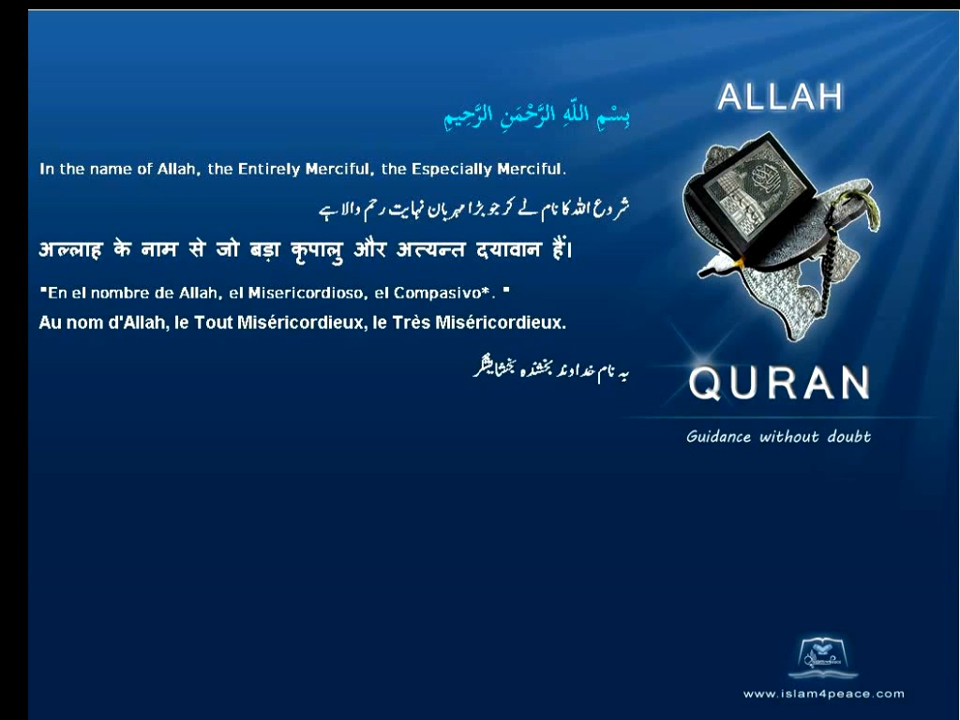 بِسْمِ اللّهِ الرَّحْمَنِ الرَّحِيمِ
In the name of Allah, the Entirely Merciful, the Especially Merciful.
شروع الله کا نام لے کر جو بڑا مہربان نہایت رحم والا ہے
अल्लाह के नाम से जो बड़ा कृपालु और अत्यन्त दयावान हैं।
"En el nombre de Allah, el Misericordioso, el Compasivo*. "
Au nom d'Allah, le Tout Miséricordieux, le Très Miséricordieux.
به نام خداوند بخشنده بخشایشگر
ALLAH
QURAN
Guidance without doubt
www.islam4peace.com